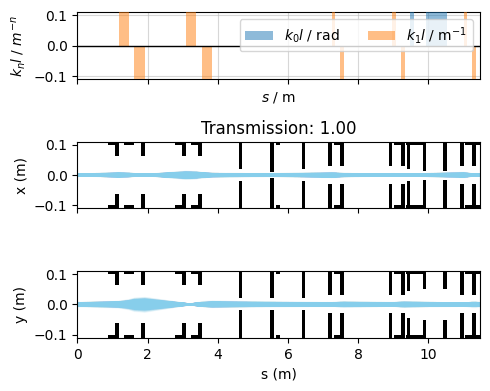 0.1
0.0
−0.1
k_n l / m^{-n}
k_0 l / rad
k_1 l / m^{-1}
s / m
Transmission: 1.00
0.1
0.0
−0.1
x (m)
0.1
0.0
−0.1
y (m)
0 2 4 6 8 10
s (m)